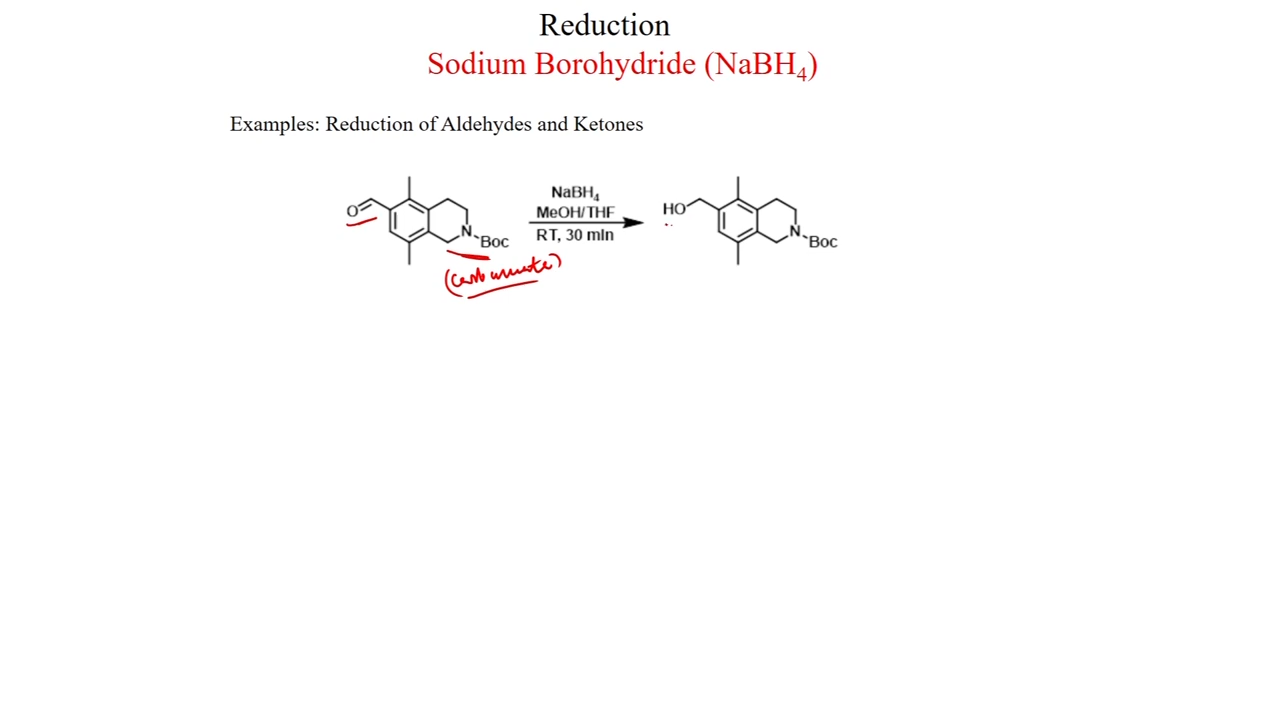 Reduction
Sodium Borohydride (NaBH₄)
Examples: Reduction of Aldehydes and Ketones
O
N
Boc
NaBH₄
MeOH/THF
RT, 30 min
HO
N
Boc
(carbamate)